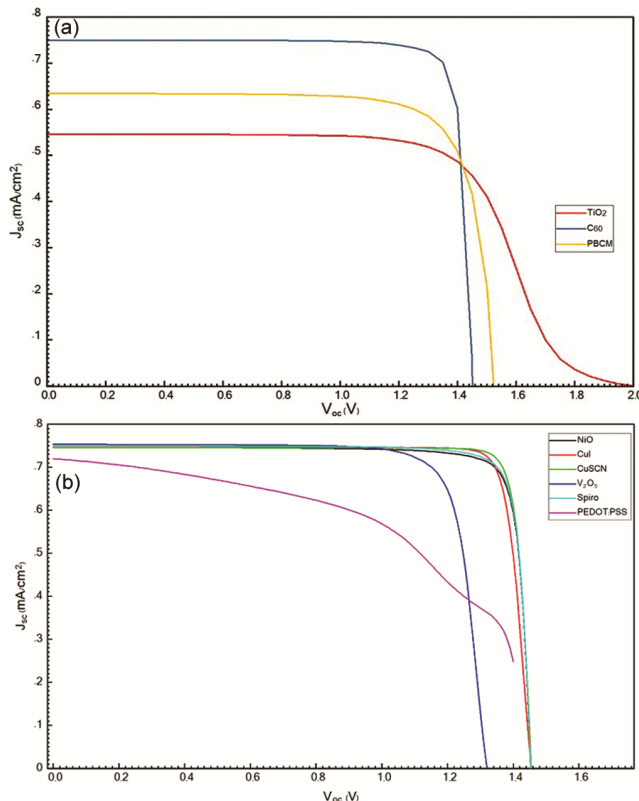 (a)
.8
.7
.6
.5
.4
.3
.2
.1
0
Jsc (mA/cm²)
TiO₂
C₆₀
PBCM
0.0 0.2 0.4 0.6 0.8 1.0 1.2 1.4 1.6 1.8 2.0
Voc (V)
(b)
.8
.7
.6
.5
.4
.3
.2
.1
0
Jsc (mA/cm²)
NiO
CuI
CuSCN
V₂O₅
Spiro
PEDOT.PSS
0.0 0.2 0.4 0.6 0.8 1.0 1.2 1.4 1.6
Voc (V)